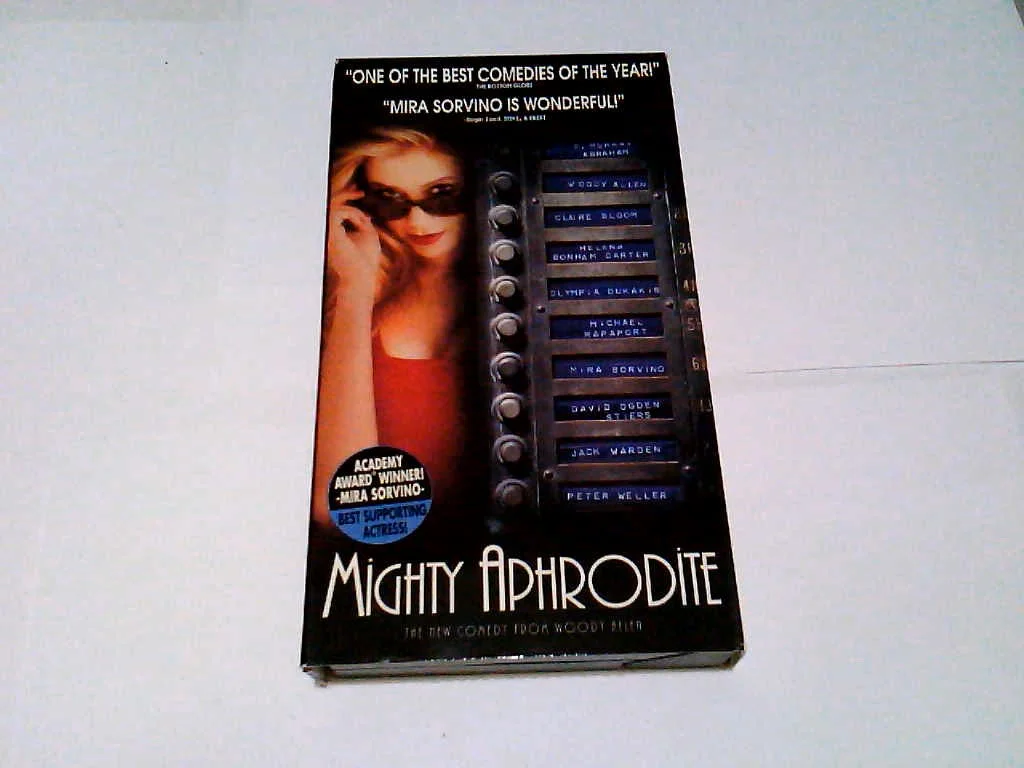 “ONE OF THE BEST COMEDIES OF THE YEAR!”
THE BOSTON GLOBE
“MIRA SORVINO IS WONDERFUL!”
F. MURRAY
ABRAHAM
WOODY ALLEN
CLAIRE BLOOM
HELENA
BONHAM CARTER
OLYMPIA DUKAKIS
MICHAEL
RAPAPORT
MIRA SORVINO
DAVID OGDEN
STIERS
JACK WARDEN
PETER WELLER
ACADEMY
AWARD® WINNER!
-MIRA SORVINO-
BEST SUPPORTING
ACTRESS!
MiGHTY APHRODiTE
THE NEW COMEDY FROM WOODY ALLEN